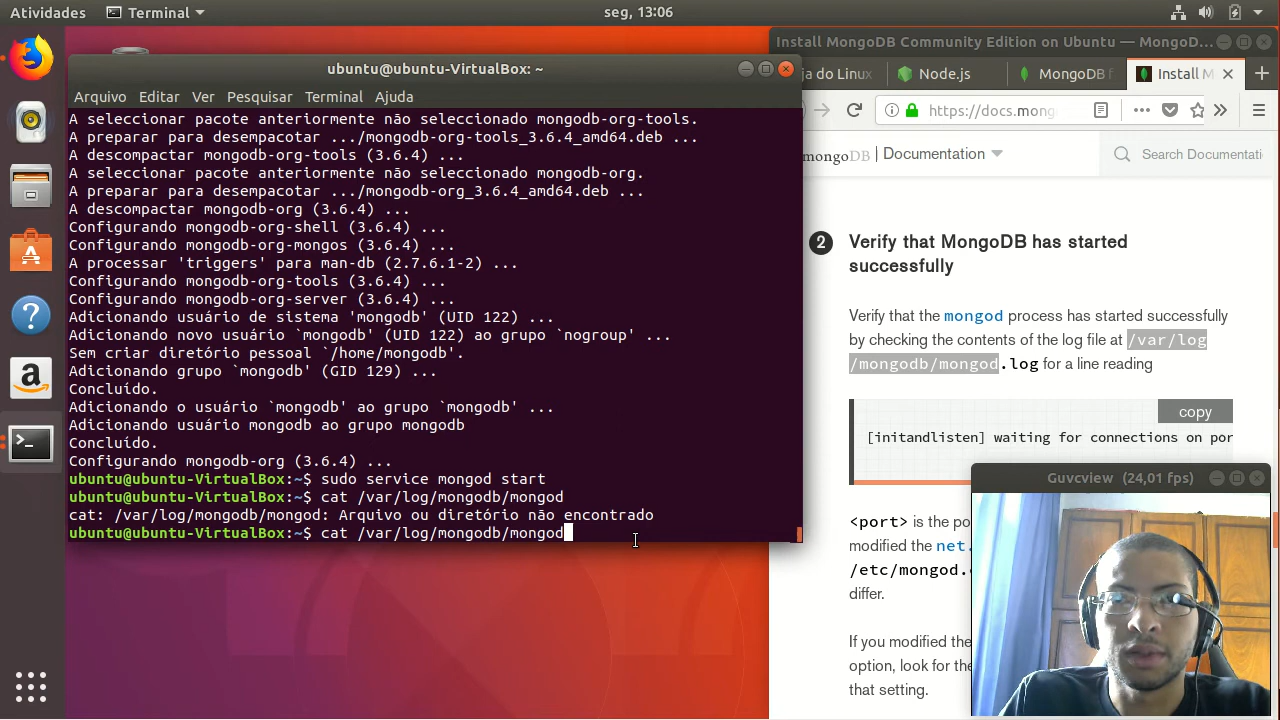 Atividades
Terminal
seg, 13:06
ubuntu@ubuntu-VirtualBox: ~
Arquivo Editar Ver Pesquisar Terminal Ajuda
A seleccionar pacote anteriormente não seleccionado mongodb-org-tools.
A preparar para desempacotar .../mongodb-org-tools_3.6.4_amd64.deb ...
A descompactar mongodb-org-tools (3.6.4) ...
A seleccionar pacote anteriormente não seleccionado mongodb-org.
A preparar para desempacotar .../mongodb-org_3.6.4_amd64.deb ...
A descompactar mongodb-org (3.6.4) ...
Configurando mongodb-org-shell (3.6.4) ...
Configurando mongodb-org-mongos (3.6.4) ...
A processar 'triggers' para man-db (2.7.6.1-2) ...
Configurando mongodb-org-tools (3.6.4) ...
Configurando mongodb-org-server (3.6.4) ...
Adicionando usuário de sistema 'mongodb' (UID 122) ...
Adicionando novo usuário `mongodb' (UID 122) ao grupo `nogroup' ...
Sem criar diretório pessoal `/home/mongodb'.
Adicionando grupo `mongodb' (GID 129) ...
Concluído.
Adicionando o usuário `mongodb' ao grupo `mongodb' ...
Adicionando usuário mongodb ao grupo mongodb
Concluído.
Configurando mongodb-org (3.6.4) ...
ubuntu@ubuntu-VirtualBox:~$ sudo service mongod start
ubuntu@ubuntu-VirtualBox:~$ cat /var/log/mongodb/mongod
cat: /var/log/mongodb/mongod: Arquivo ou diretório não encontrado
ubuntu@ubuntu-VirtualBox:~$ cat /var/log/mongodb/mongod
Install MongoDB Community Edition on Ubuntu — MongoD...
ja do Linux
Node.js
MongoDB f
Install M
https://docs.mong
mongoDB | Documentation
Search Documentati
2 Verify that MongoDB has started
successfully
Verify that the mongod process has started successfully
by checking the contents of the log file at /var/log
/mongodb/mongod.log for a line reading
copy
[initandlisten] waiting for connections on por
Guvcview (24,01 fps)
<port> is the po
modified the net.
/etc/mongod.
differ.
If you modified the
option, look for the
that setting.